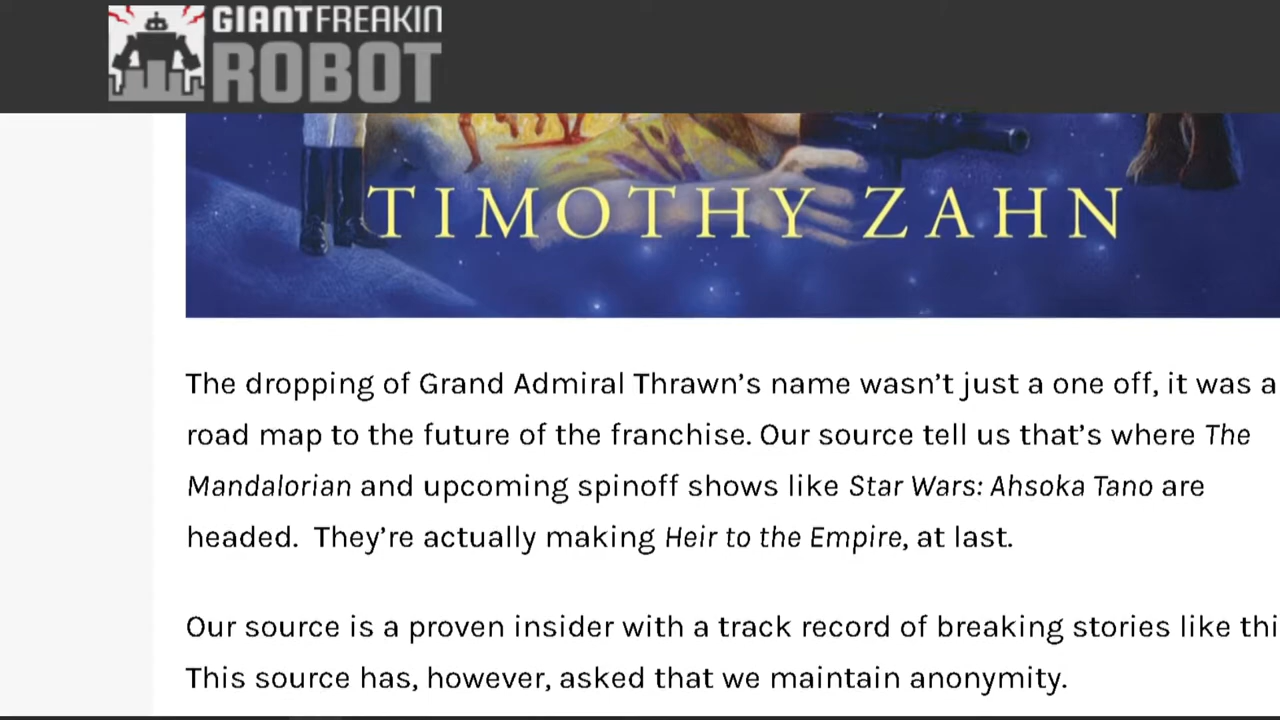 GIANT FREAKIN
ROBOT
TIMOTHY ZAHN
The dropping of Grand Admiral Thrawn's name wasn't just a one off, it was a
road map to the future of the franchise. Our source tell us that's where The
Mandalorian and upcoming spinoff shows like Star Wars: Ahsoka Tano are
headed. They're actually making Heir to the Empire, at last.
Our source is a proven insider with a track record of breaking stories like thi
This source has, however, asked that we maintain anonymity.